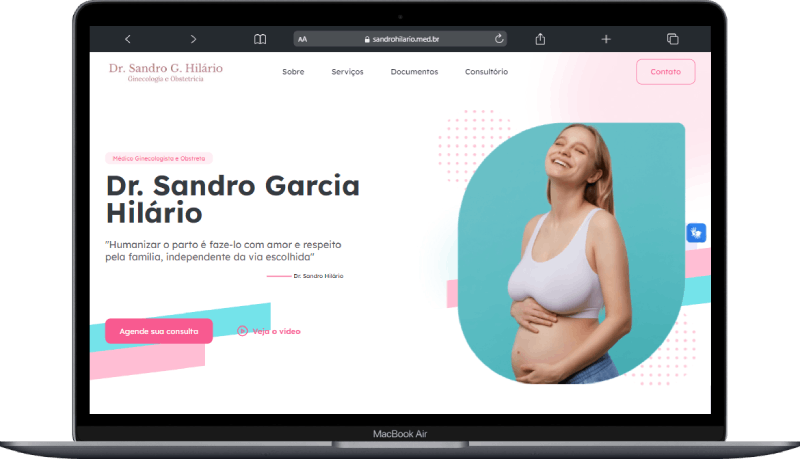 AA sandrohilario.med.br
Dr. Sandro G. Hilário
Ginecologia e Obstetrícia
Sobre Serviços Documentos Consultório Contato
Médico Ginecologista e Obstreta
Dr. Sandro Garcia
Hilário
"Humanizar o parto é faze-lo com amor e respeito
pela família, independente da via escolhida"
Dr. Sandro Hilário
Agende sua consulta Veja o vídeo
MacBook Air